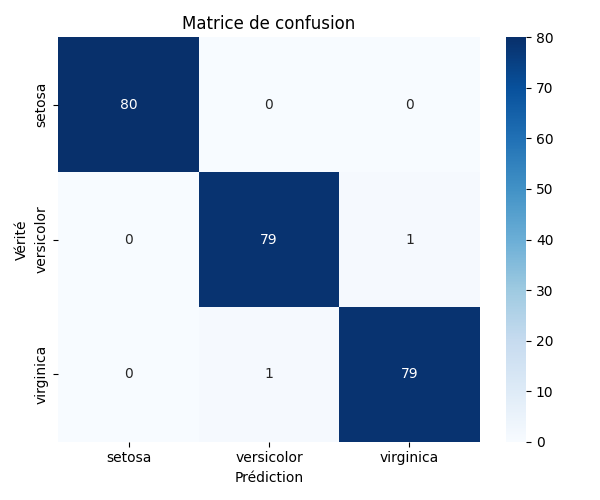 Matrice de confusion
80
setosa
80 0 0
70
60
50
Vérité
versicolor
0 79 1
40
30
20
virginica
0 1 79
10
0
setosa versicolor virginica
Prédiction